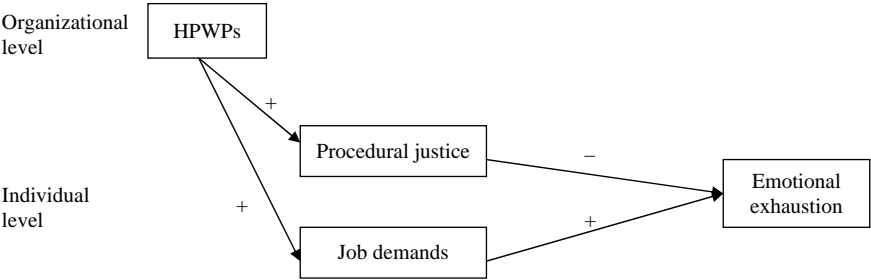 Organizational
level
HPWPs
+
Procedural justice
–
Emotional
exhaustion
Individual
level
+
+
Job demands